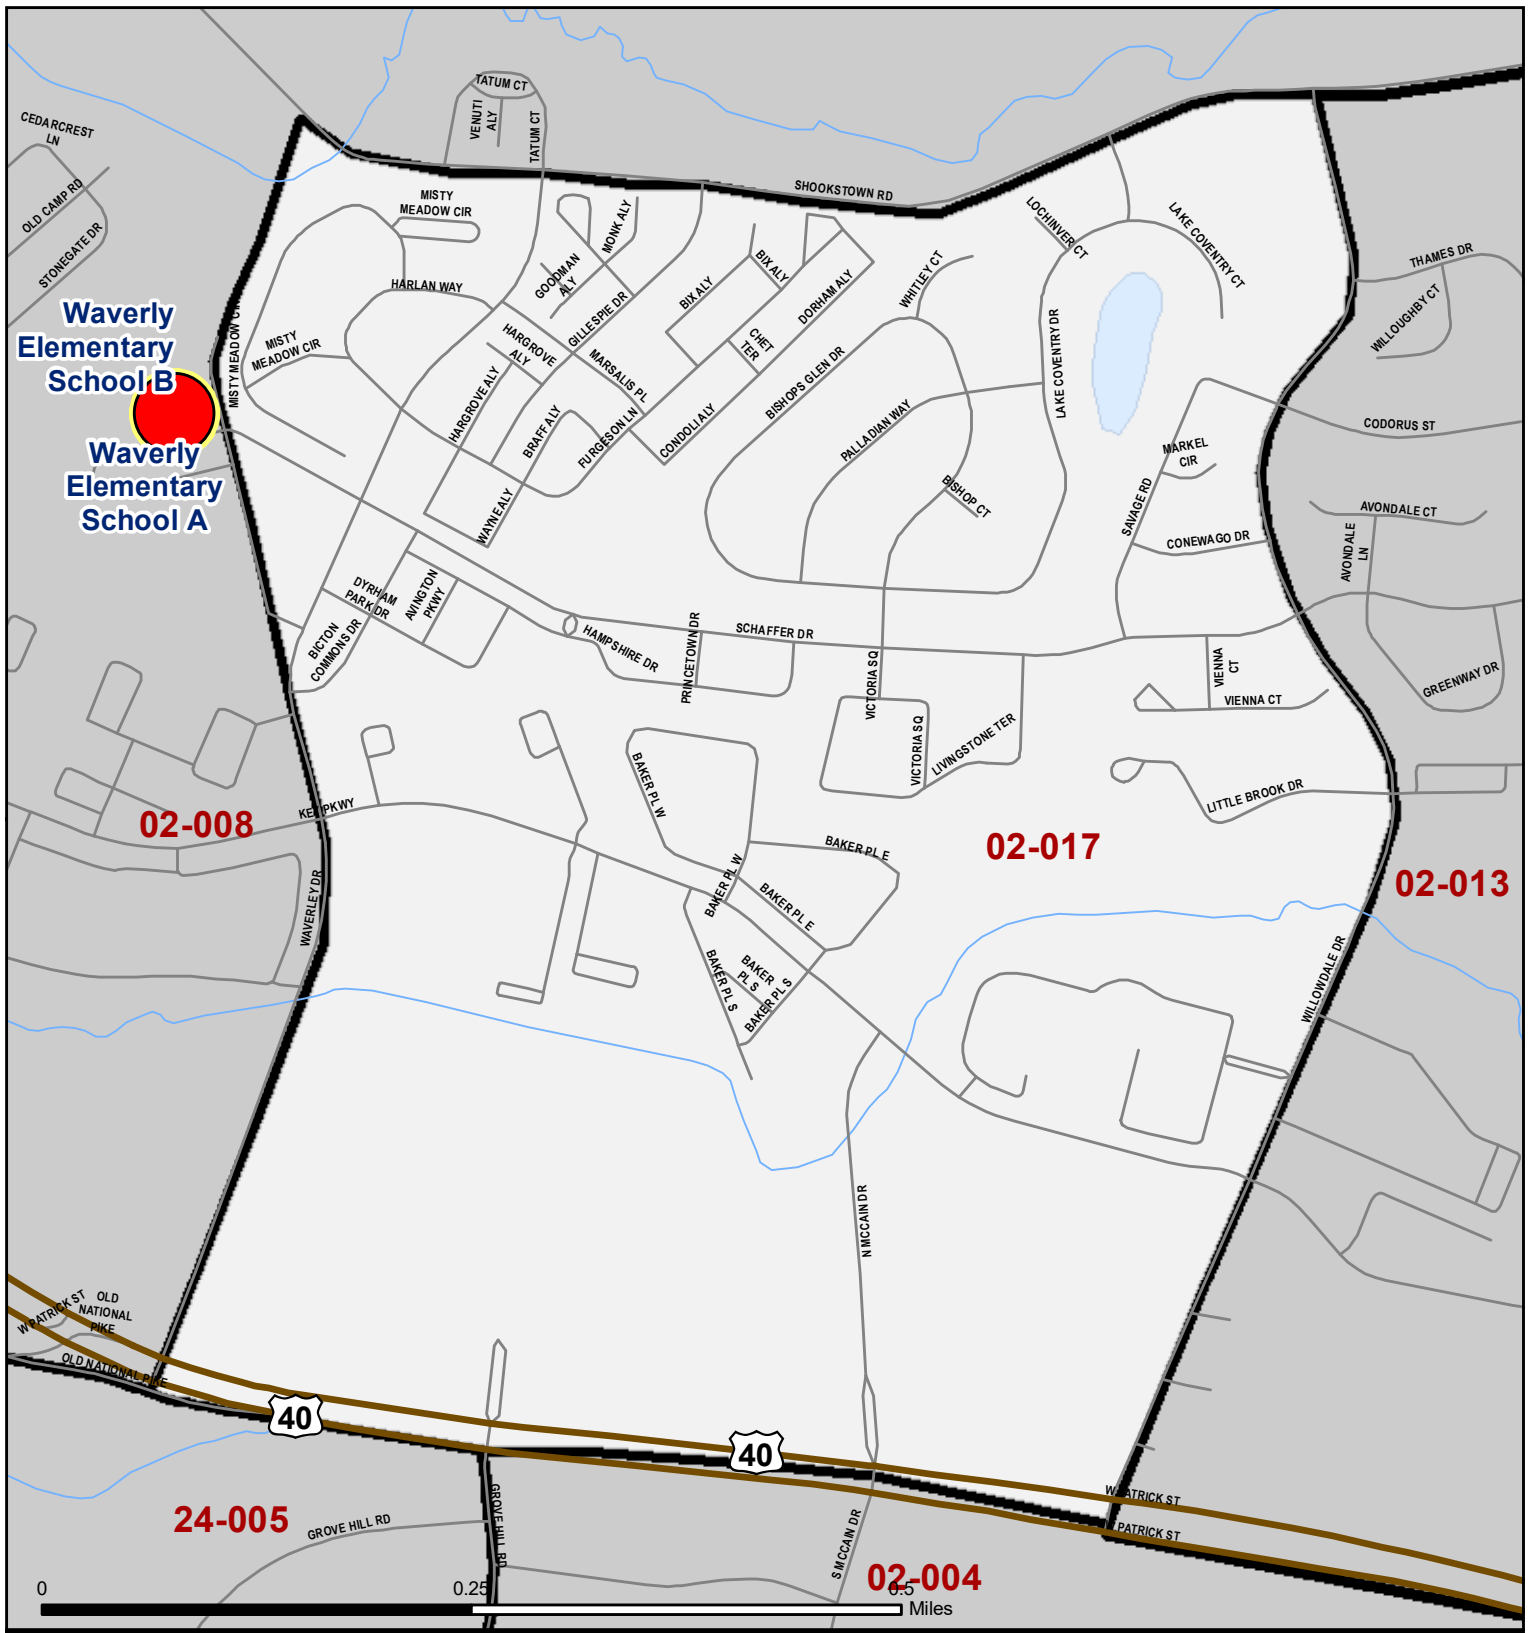 TATUM CT
VENUTI
ALY
TATUM CT
CEDARCREST
LN
OLD CAMP RD
STONEGATE DR
SHOOKSTOWN RD
MISTY
MEADOW CIR
MONK ALY
GOODMAN
ALY
HARLAN WAY
BIX ALY
BIX ALY
DORHAM ALY
WHITLEY CT
LOCHINVER CT
LAKE COVENTRY CT
THAMES DR
WILLOUGHBY CT
Waverly
Elementary
School B
MISTY MEADOW CIR
MISTY
MEADOW CIR
HARGROVE
ALY
GILLESPIE DR
MARSALIS PL
CHET
TER
BISHOPS GLEN DR
LAKE COVENTRY DR
HARGROVE ALY
BRAFF ALY
FURGESON LN
CONDOLI ALY
PALLADIAN WAY
CODORUS ST
MARKEL
CIR
Waverly
Elementary
School A
WAYNE ALY
BISHOP CT
SAVAGE RD
CONEWAGO DR
AVONDALE CT
AVONDALE
LN
DYRHAM
PARK DR
AVINGTON
PKWY
BICTON
COMMONS DR
HAMPSHIRE DR
PRINCETOWN DR
SCHAFFER DR
VICTORIA SQ
VICTORIA SQ
LIVINGSTONE TER
VIENNA
CT
VIENNA CT
GREENWAY DR
LITTLE BROOK DR
BAKER PL W
KEY PKWY
02-008
02-017
02-013
BAKER PL E
BAKER PL W
BAKER PL E
WAVERLEY DR
BAKER PL S
BAKER
PL S
BAKER PL S
WILLOWDALE DR
N MCCAIN DR
W PATRICK ST
OLD
NATIONAL
PIKE
OLD NATIONAL PIKE
40
40
W PATRICK ST
PATRICK ST
24-005
GROVE HILL RD
GROVE HILL RD
S MCCAIN DR
02-004
0
0.25
0.5
Miles